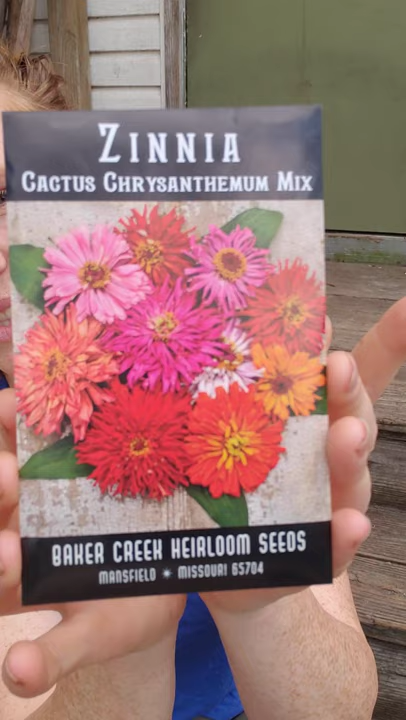 ZINNIA
CACTUS CHRYSANTHEMUM MIX
BAKER CREEK HEIRLOOM SEEDS
MANSFIELD ✴ MISSOURI 65704